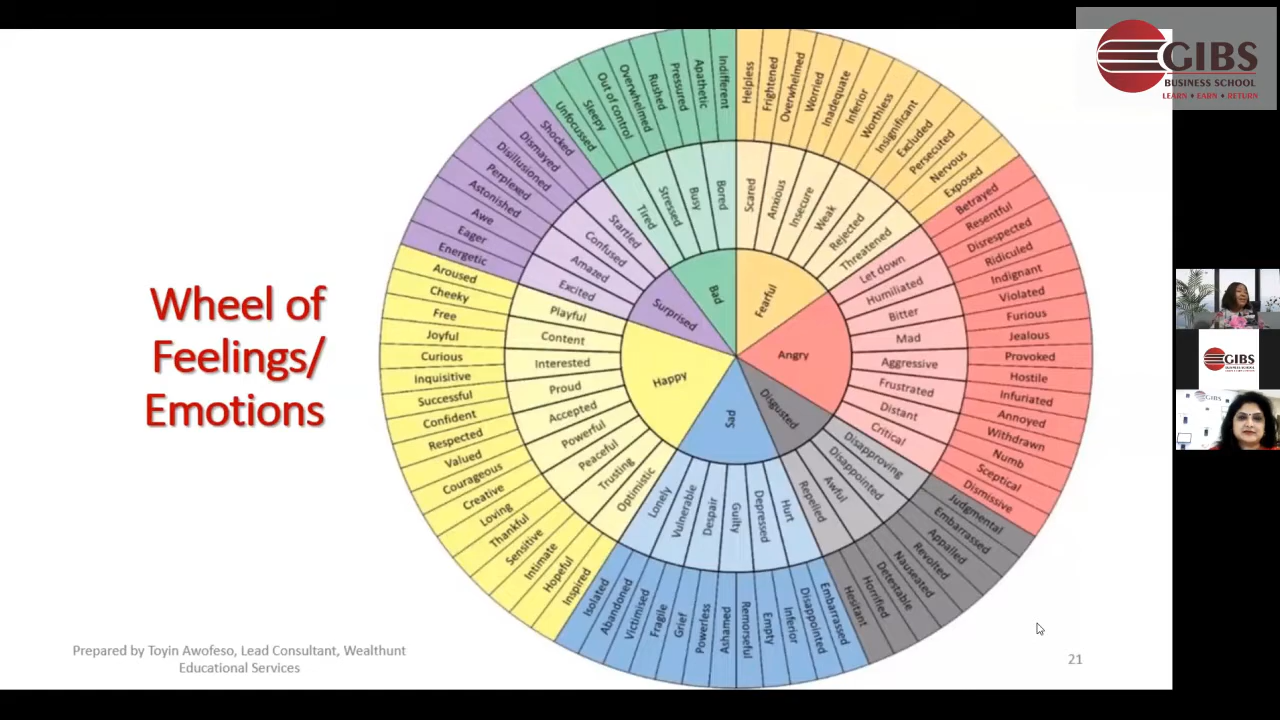 GIBS
BUSINESS SCHOOL
LEARN • EARN • RETURN
Wheel of
Feelings/
Emotions
Bad
Fearful
Angry
Disgusted
Sad
Happy
Surprised
Tired
Stressed
Busy
Bored
Scared
Anxious
Insecure
Weak
Rejected
Threatened
Let down
Humiliated
Bitter
Mad
Aggressive
Frustrated
Distant
Critical
Disapproving
Disappointed
Awful
Repelled
Hurt
Depressed
Guilty
Despair
Vulnerable
Lonely
Optimistic
Trusting
Peaceful
Powerful
Accepted
Proud
Interested
Content
Playful
Excited
Amazed
Confused
Startled
Unfocussed
Sleepy
Out of control
Overwhelmed
Rushed
Pressured
Apathetic
Indifferent
Helpless
Frightened
Overwhelmed
Worried
Inadequate
Inferior
Worthless
Insignificant
Excluded
Persecuted
Nervous
Exposed
Betrayed
Resentful
Disrespected
Ridiculed
Indignant
Violated
Furious
Jealous
Provoked
Hostile
Infuriated
Annoyed
Withdrawn
Numb
Sceptical
Dismissive
Judgmental
Embarrassed
Appalled
Revolted
Nauseated
Detestable
Horrified
Hesitant
Embarrassed
Disappointed
Inferior
Empty
Remorseful
Ashamed
Powerless
Grief
Fragile
Victimised
Abandoned
Isolated
Inspired
Hopeful
Intimate
Sensitive
Thankful
Loving
Creative
Courageous
Valued
Respected
Confident
Successful
Inquisitive
Curious
Joyful
Free
Cheeky
Aroused
Energetic
Eager
Awe
Astonished
Perplexed
Disillusioned
Dismayed
Shocked
GIBS
GIBS
Prepared by Toyin Awofeso, Lead Consultant, Wealthunt
Educational Services
21